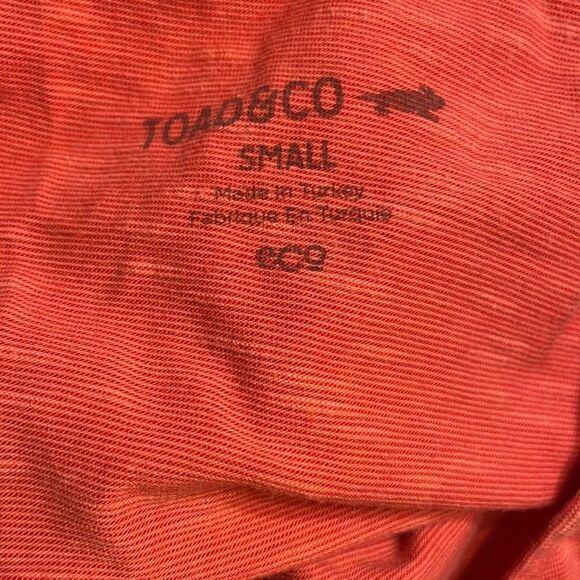 TOAD&CO
SMALL
Made in Turkey
Fabriqué En Turquie
eco